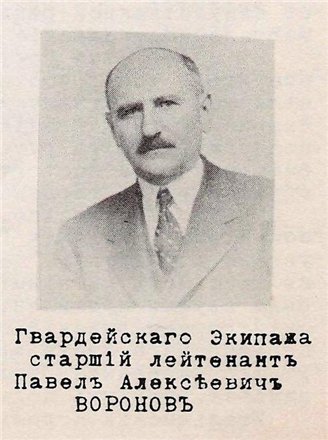 Гвардейскаго Экипажа
старшій лейтенантъ
Павелъ Алексѣевичъ
ВОРОНОВЪ